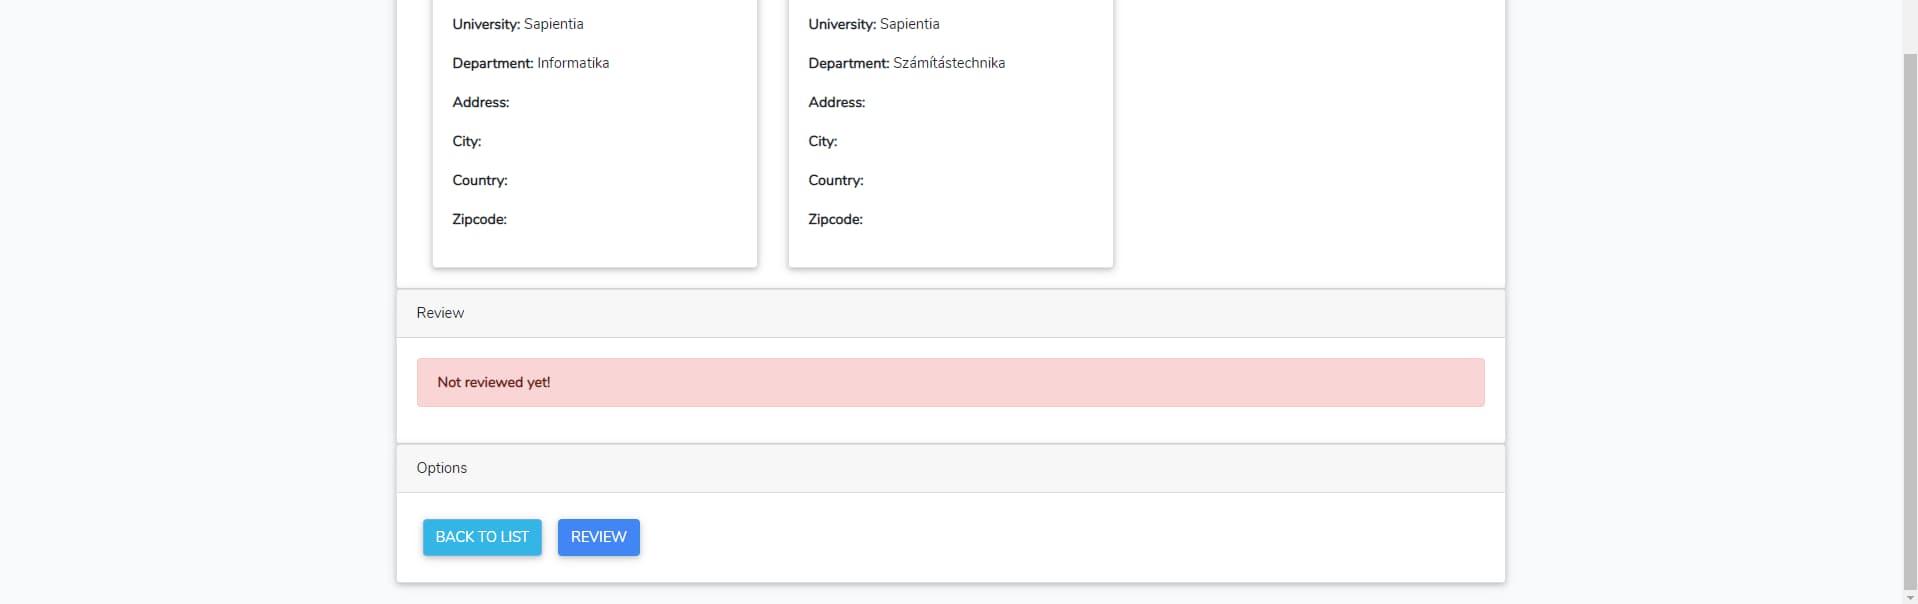 University: Sapientia
Department: Informatika
Address:
City:
Country:
Zipcode:
University: Sapientia
Department: Számítástechnika
Address:
City:
Country:
Zipcode:
Review
Not reviewed yet!
Options
BACK TO LIST
REVIEW